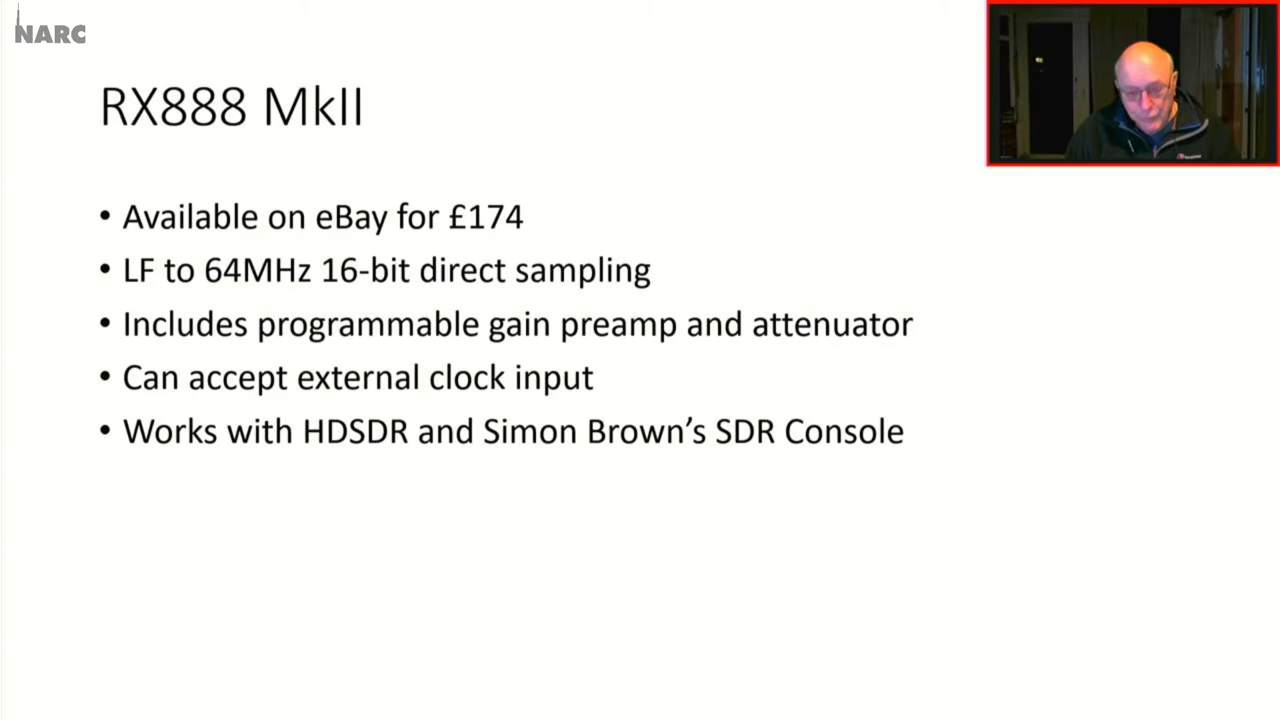 NARC
RX888 MkII
• Available on eBay for £174
• LF to 64MHz 16-bit direct sampling
• Includes programmable gain preamp and attenuator
• Can accept external clock input
• Works with HDSDR and Simon Brown’s SDR Console